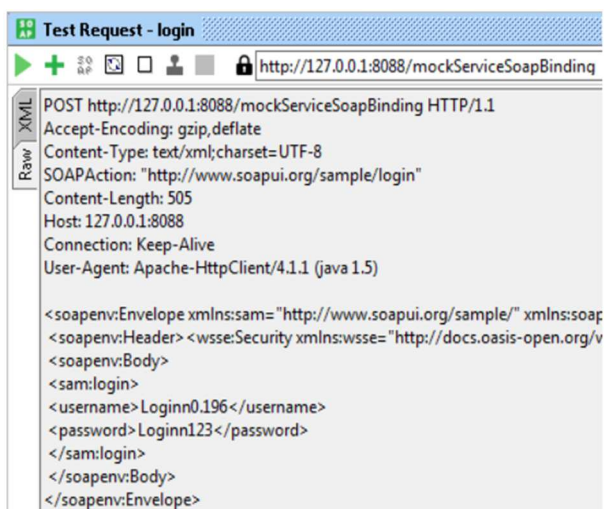 SO
AP
Test Request - login
SO
AP
http://127.0.0.1:8088/mockServiceSoapBinding
XML
Raw
POST http://127.0.0.1:8088/mockServiceSoapBinding HTTP/1.1
Accept-Encoding: gzip,deflate
Content-Type: text/xml;charset=UTF-8
SOAPAction: "http://www.soapui.org/sample/login"
Content-Length: 505
Host: 127.0.0.1:8088
Connection: Keep-Alive
User-Agent: Apache-HttpClient/4.1.1 (java 1.5)
<soapenv:Envelope xmlns:sam="http://www.soapui.org/sample/" xmlns:soap
<soapenv:Header><wsse:Security xmlns:wsse="http://docs.oasis-open.org/v
<soapenv:Body>
<sam:login>
<username>Loginn0.196</username>
<password>Loginn123</password>
</sam:login>
</soapenv:Body>
</soapenv:Envelope>